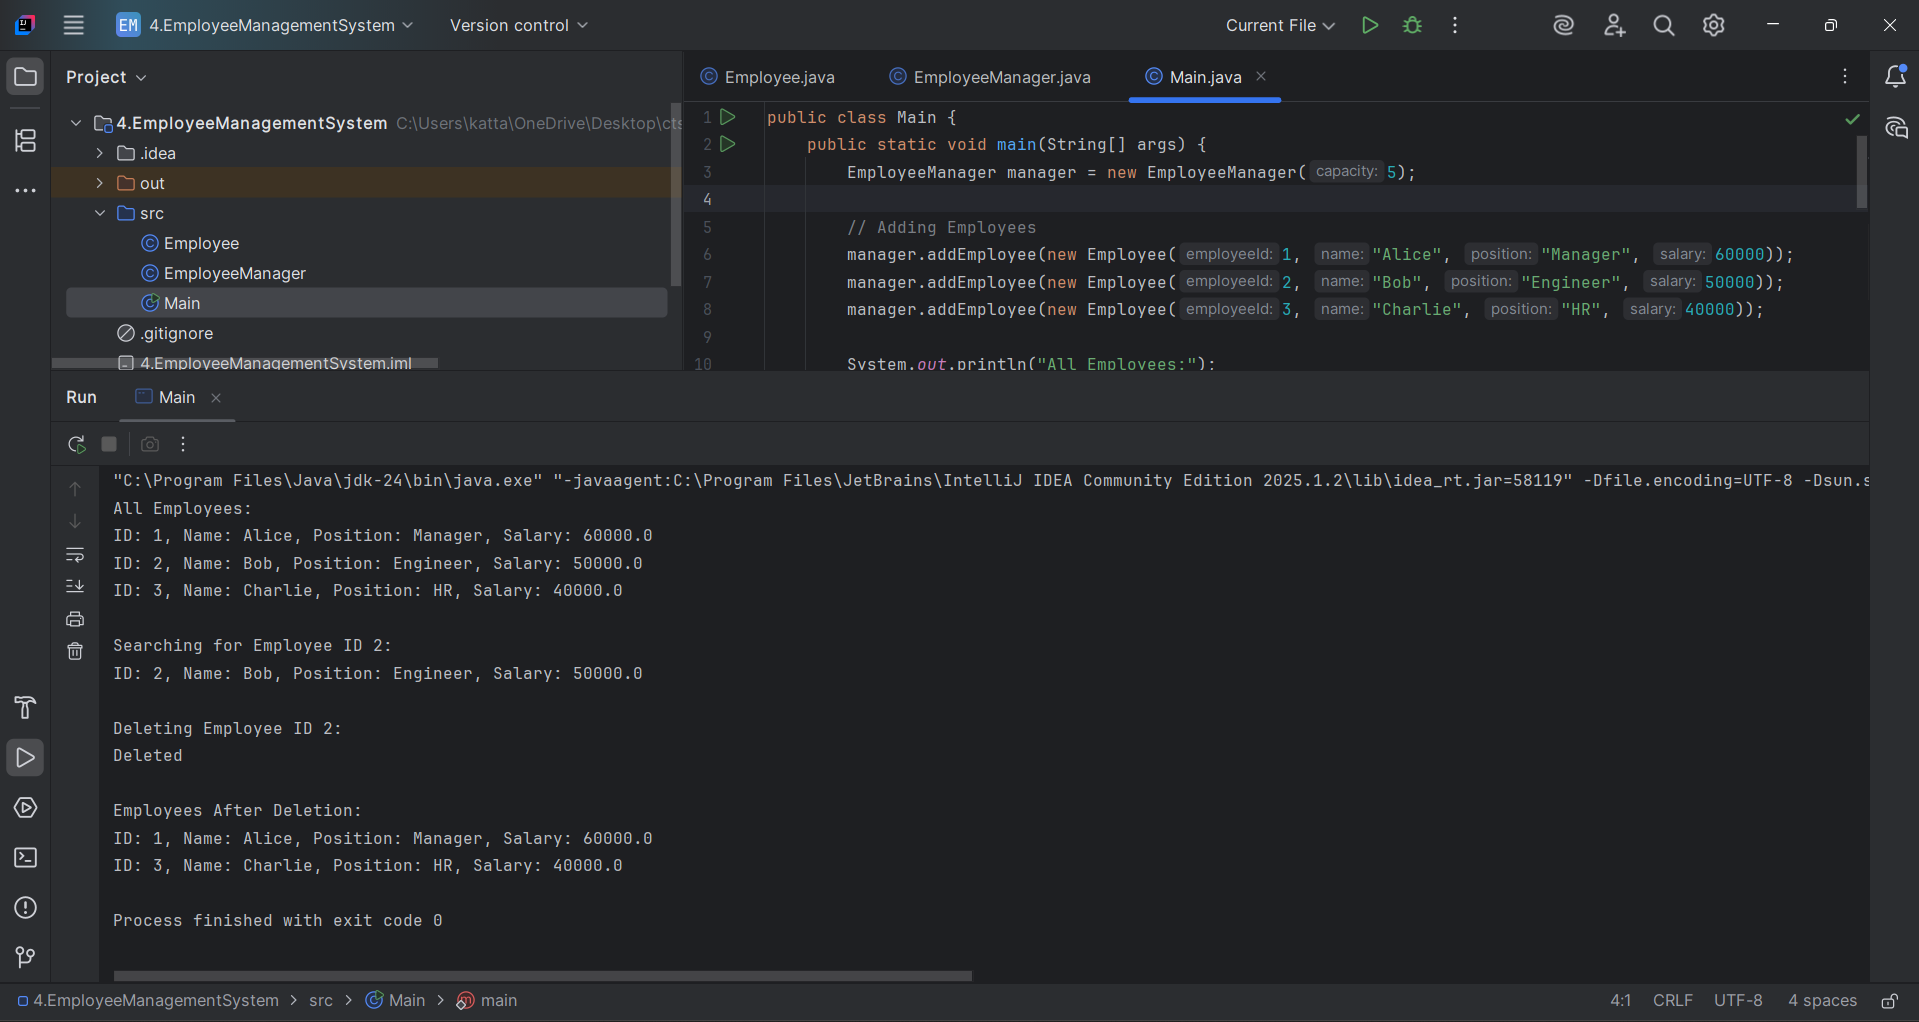 EM 4.EmployeeManagementSystem Version control Current File
Project
4.EmployeeManagementSystem C:\Users\katta\OneDrive\Desktop\cts
.idea
out
src
Employee
EmployeeManager
Main
.gitignore
4.EmployeeManagementSystem.iml
Employee.java EmployeeManager.java Main.java
1 public class Main {
2 public static void main(String[] args) {
3 EmployeeManager manager = new EmployeeManager( capacity: 5);
4
5 // Adding Employees
6 manager.addEmployee(new Employee( employeeId: 1, name: "Alice", position: "Manager", salary: 60000));
7 manager.addEmployee(new Employee( employeeId: 2, name: "Bob", position: "Engineer", salary: 50000));
8 manager.addEmployee(new Employee( employeeId: 3, name: "Charlie", position: "HR", salary: 40000));
9
10 System.out.println("All Employees:");
Run Main
"C:\Program Files\Java\jdk-24\bin\java.exe" "-javaagent:C:\Program Files\JetBrains\IntelliJ IDEA Community Edition 2025.1.2\lib\idea_rt.jar=58119" -Dfile.encoding=UTF-8 -Dsun.s
All Employees:
ID: 1, Name: Alice, Position: Manager, Salary: 60000.0
ID: 2, Name: Bob, Position: Engineer, Salary: 50000.0
ID: 3, Name: Charlie, Position: HR, Salary: 40000.0
Searching for Employee ID 2:
ID: 2, Name: Bob, Position: Engineer, Salary: 50000.0
Deleting Employee ID 2:
Deleted
Employees After Deletion:
ID: 1, Name: Alice, Position: Manager, Salary: 60000.0
ID: 3, Name: Charlie, Position: HR, Salary: 40000.0
Process finished with exit code 0
4.EmployeeManagementSystem > src > Main > main 4:1 CRLF UTF-8 4 spaces